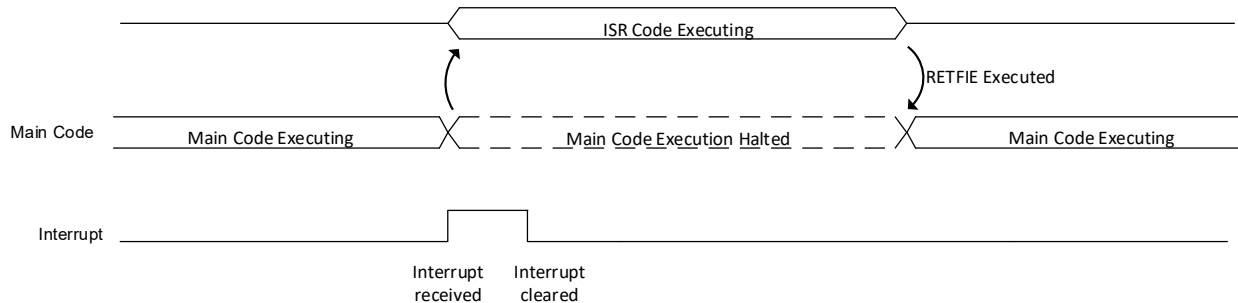 ISR Code Executing
RETFIE Executed
Main Code
Main Code Executing
Main Code Execution Halted
Main Code Executing
Interrupt
Interrupt
received
Interrupt
cleared